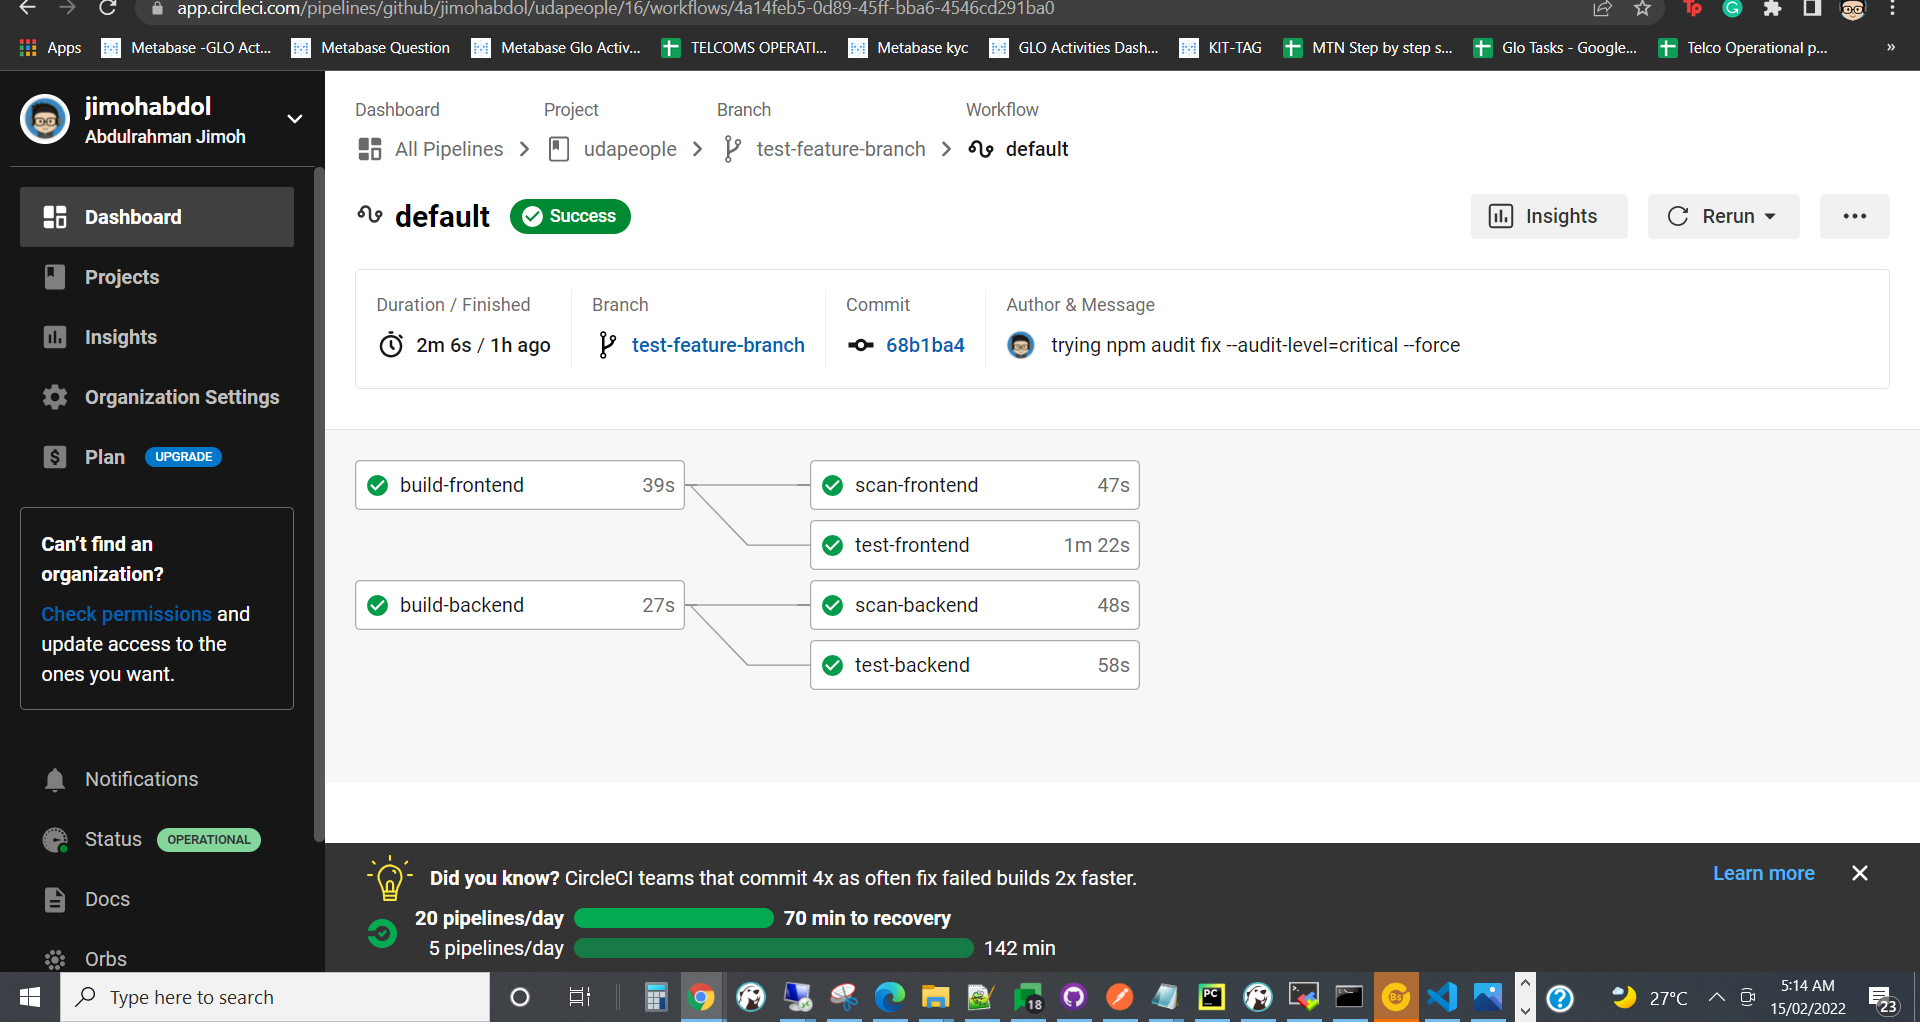 app.circleci.com/pipelines/github/jimohabdol/udapeople/16/workflows/4a14feb5-0d89-45ff-bba6-4546cd291ba0
Apps
Metabase -GLO Act...
Metabase Question
Metabase Glo Activ...
TELCOMS OPERATI...
Metabase kyc
GLO Activities Dash...
KIT-TAG
MTN Step by step s...
Glo Tasks - Google...
Telco Operational p...
»
jimohabdol
Abdulrahman Jimoh
Dashboard
Projects
Insights
Organization Settings
Plan UPGRADE
Can't find an
organization?
Check permissions and
update access to the
ones you want.
Notifications
Status OPERATIONAL
Docs
Orbs
Dashboard Project Branch Workflow
All Pipelines udapeople test-feature-branch default
default Success
Insights Rerun
Duration / Finished Branch Commit Author & Message
2m 6s / 1h ago test-feature-branch 68b1ba4 trying npm audit fix --audit-level=critical --force
build-frontend 39s
scan-frontend 47s
test-frontend 1m 22s
build-backend 27s
scan-backend 48s
test-backend 58s
Did you know? CircleCI teams that commit 4x as often fix failed builds 2x faster.
Learn more
20 pipelines/day 70 min to recovery
5 pipelines/day 142 min
Type here to search
18
PC
Bs
27°C
5:14 AM
15/02/2022
23